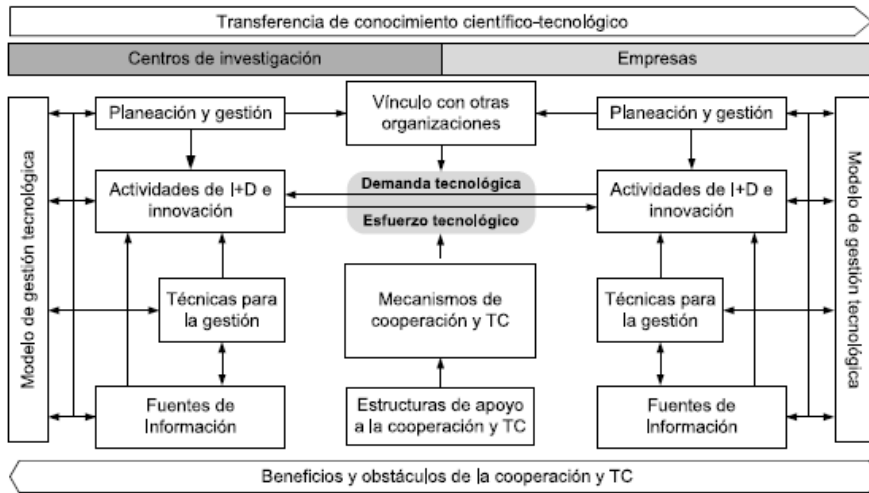 Transferencia de conocimiento científico-tecnológico
Centros de investigación
Empresas
Modelo de gestión tecnológica
Planeación y gestión
Vínculo con otras
organizaciones
Planeación y gestión
Modelo de gestión tecnológica
Actividades de I+D e
innovación
Demanda tecnológica
Esfuerzo tecnológico
Actividades de I+D e
innovación
Técnicas para
la gestión
Mecanismos de
cooperación y TC
Técnicas para
la gestión
Fuentes de
Información
Estructuras de apoyo
a la cooperación y TC
Fuentes de
Información
Beneficios y obstáculos de la cooperación y TC